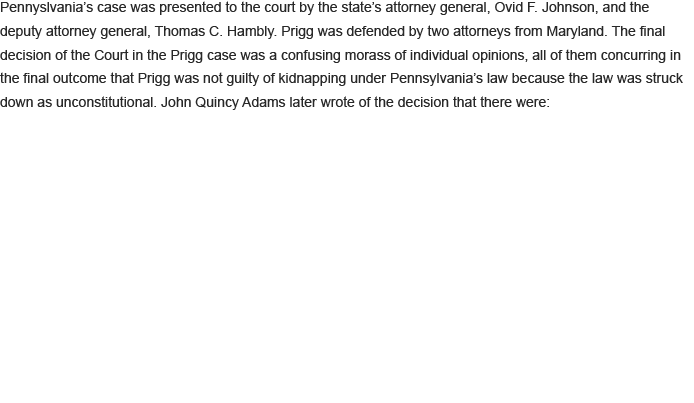 Pennyslvania’s case was presented to the court by the state’s attorney general, Ovid F. Johnson, and the
deputy attorney general, Thomas C. Hambly. Prigg was defended by two attorneys from Maryland. The final
decision of the Court in the Prigg case was a confusing morass of individual opinions, all of them concurring in
the final outcome that Prigg was not guilty of kidnapping under Pennsylvania’s law because the law was struck
down as unconstitutional. John Quincy Adams later wrote of the decision that there were: